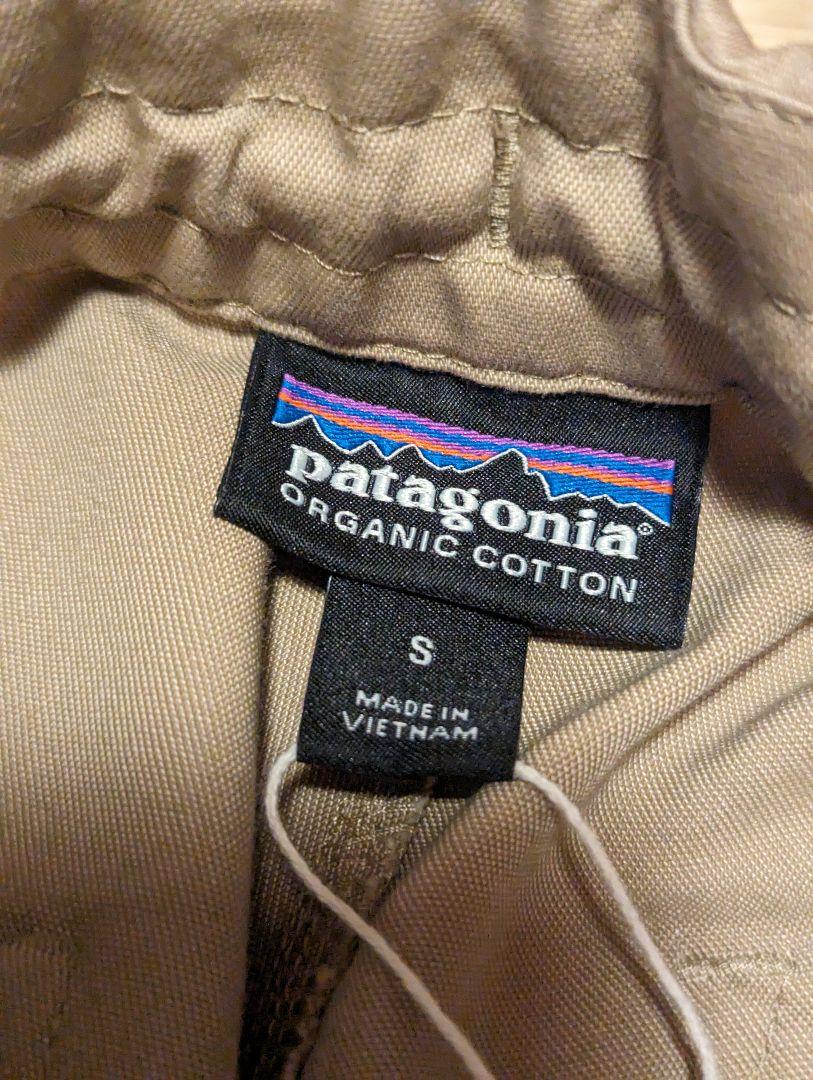 patagonia®
ORGANIC COTTON
S
MADE IN
VIETNAM